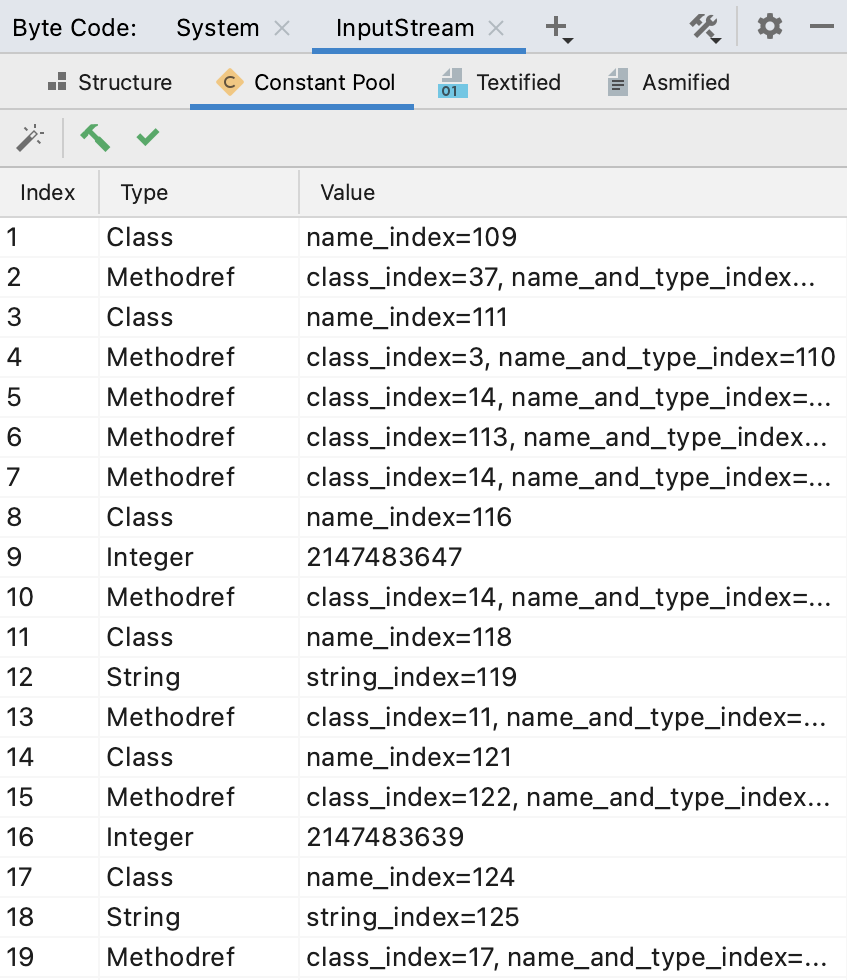 Byte Code: System InputStream
Structure Constant Pool 01 Textified Asmified
Index Type Value
1 Class name_index=109
2 Methodref class_index=37, name_and_type_index...
3 Class name_index=111
4 Methodref class_index=3, name_and_type_index=110
5 Methodref class_index=14, name_and_type_index=...
6 Methodref class_index=113, name_and_type_index...
7 Methodref class_index=14, name_and_type_index=...
8 Class name_index=116
9 Integer 2147483647
10 Methodref class_index=14, name_and_type_index=...
11 Class name_index=118
12 String string_index=119
13 Methodref class_index=11, name_and_type_index=...
14 Class name_index=121
15 Methodref class_index=122, name_and_type_index...
16 Integer 2147483639
17 Class name_index=124
18 String string_index=125
19 Methodref class_index=17, name_and_type_index=...